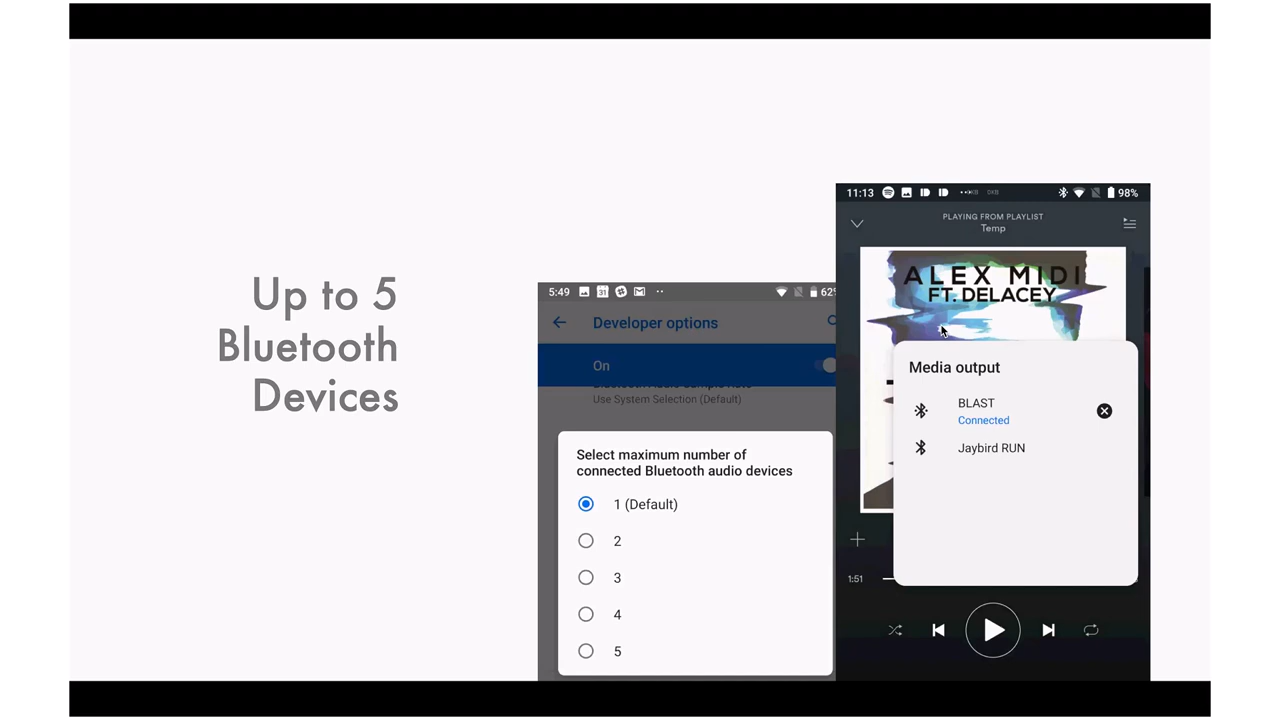 Up to 5
Bluetooth
Devices
5:49
31
62
Developer options
On
Use System Selection (Default)
Select maximum number of
connected Bluetooth audio devices
1 (Default)
2
3
4
5
11:13
98%
PLAYING FROM PLAYLIST
Temp
ALEX MIDI
FT. DELACEY
Media output
BLAST
Connected
Jaybird RUN
1:51